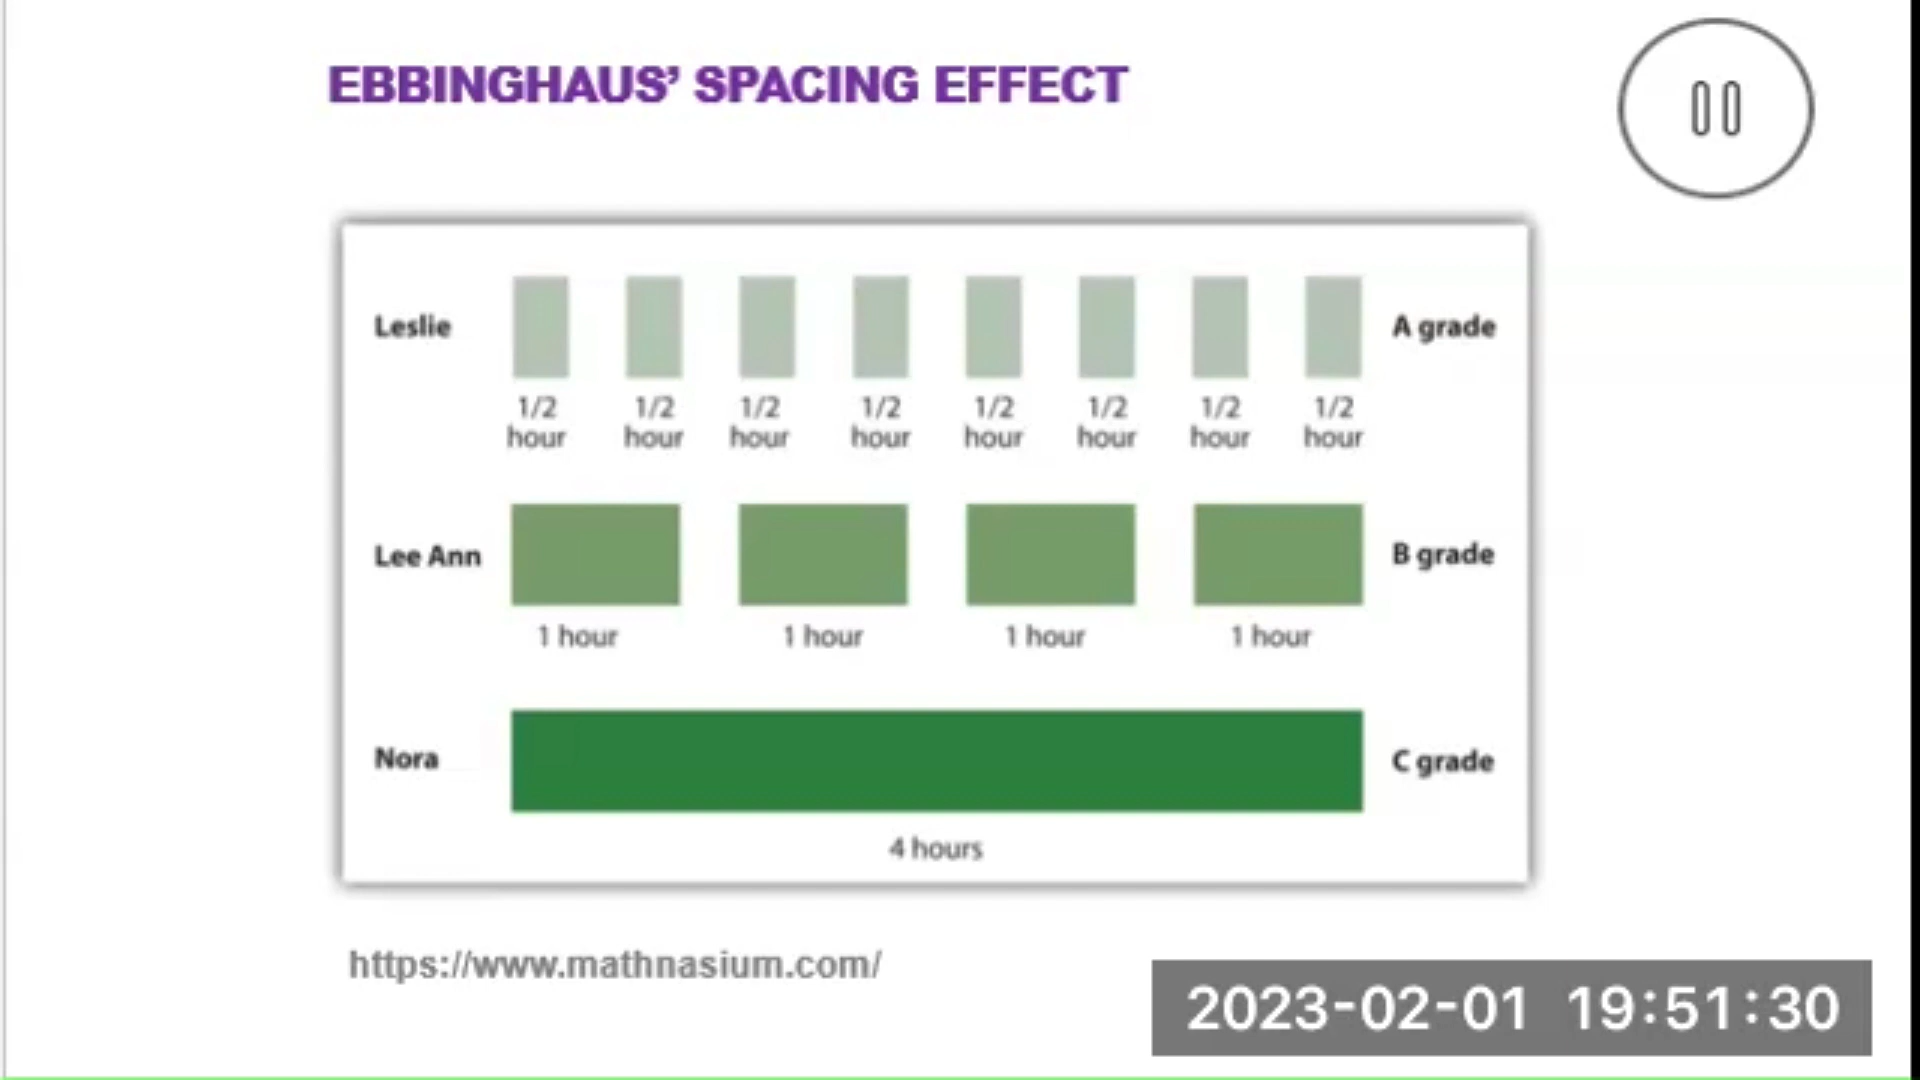 EBBINGHAUS’ SPACING EFFECT
Leslie
1/2 hour 1/2 hour 1/2 hour 1/2 hour 1/2 hour 1/2 hour 1/2 hour 1/2 hour
A grade
Lee Ann
1 hour 1 hour 1 hour 1 hour
B grade
Nora
4 hours
C grade
https://www.mathnasium.com/
2023-02-01 19:51:30